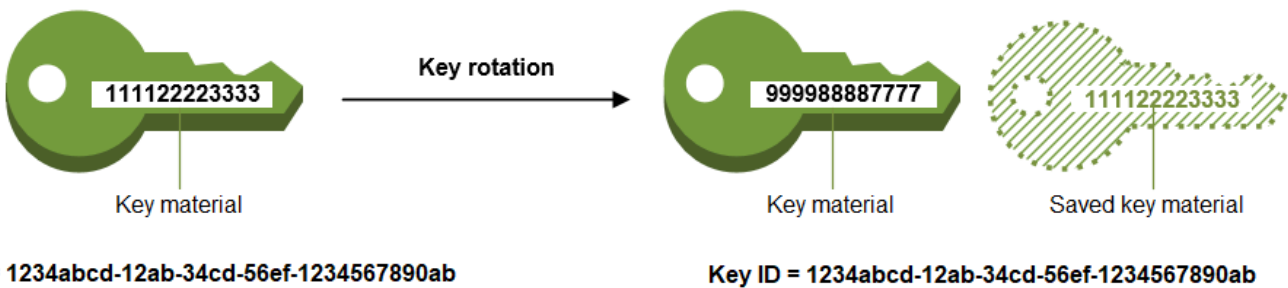 Key rotation
111122223333
999988887777
111122223333
Key material
Key material
Saved key material
1234abcd-12ab-34cd-56ef-1234567890ab
Key ID = 1234abcd-12ab-34cd-56ef-1234567890ab